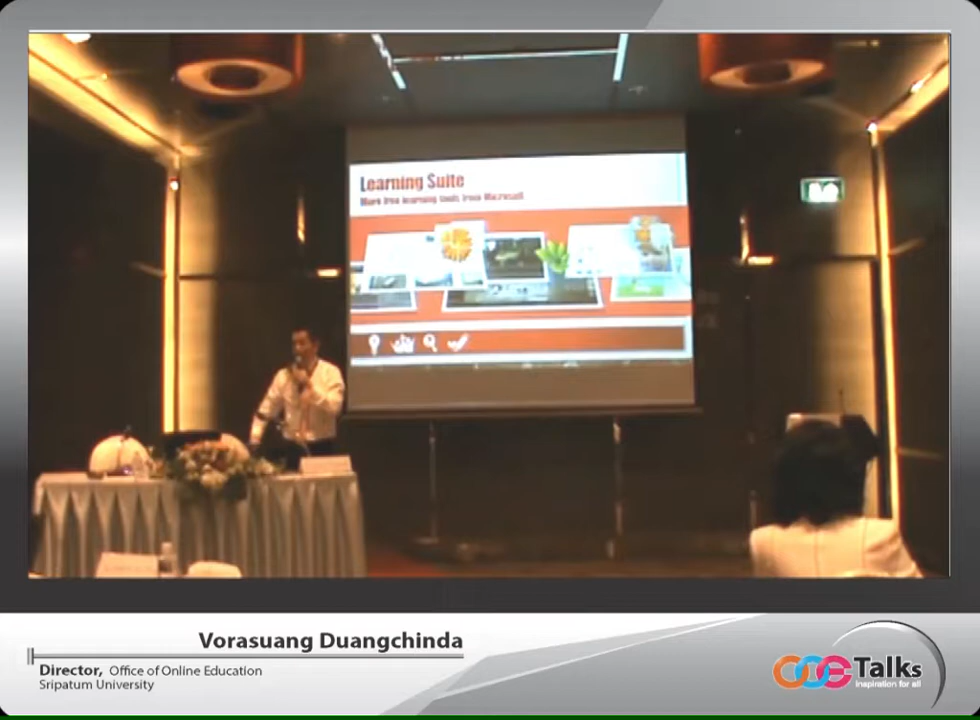 Learning Suite
More free learning tools from Microsoft
Vorasuang Duangchinda
Director, Office of Online Education
Sripatum University
OOE Talks
inspiration for all